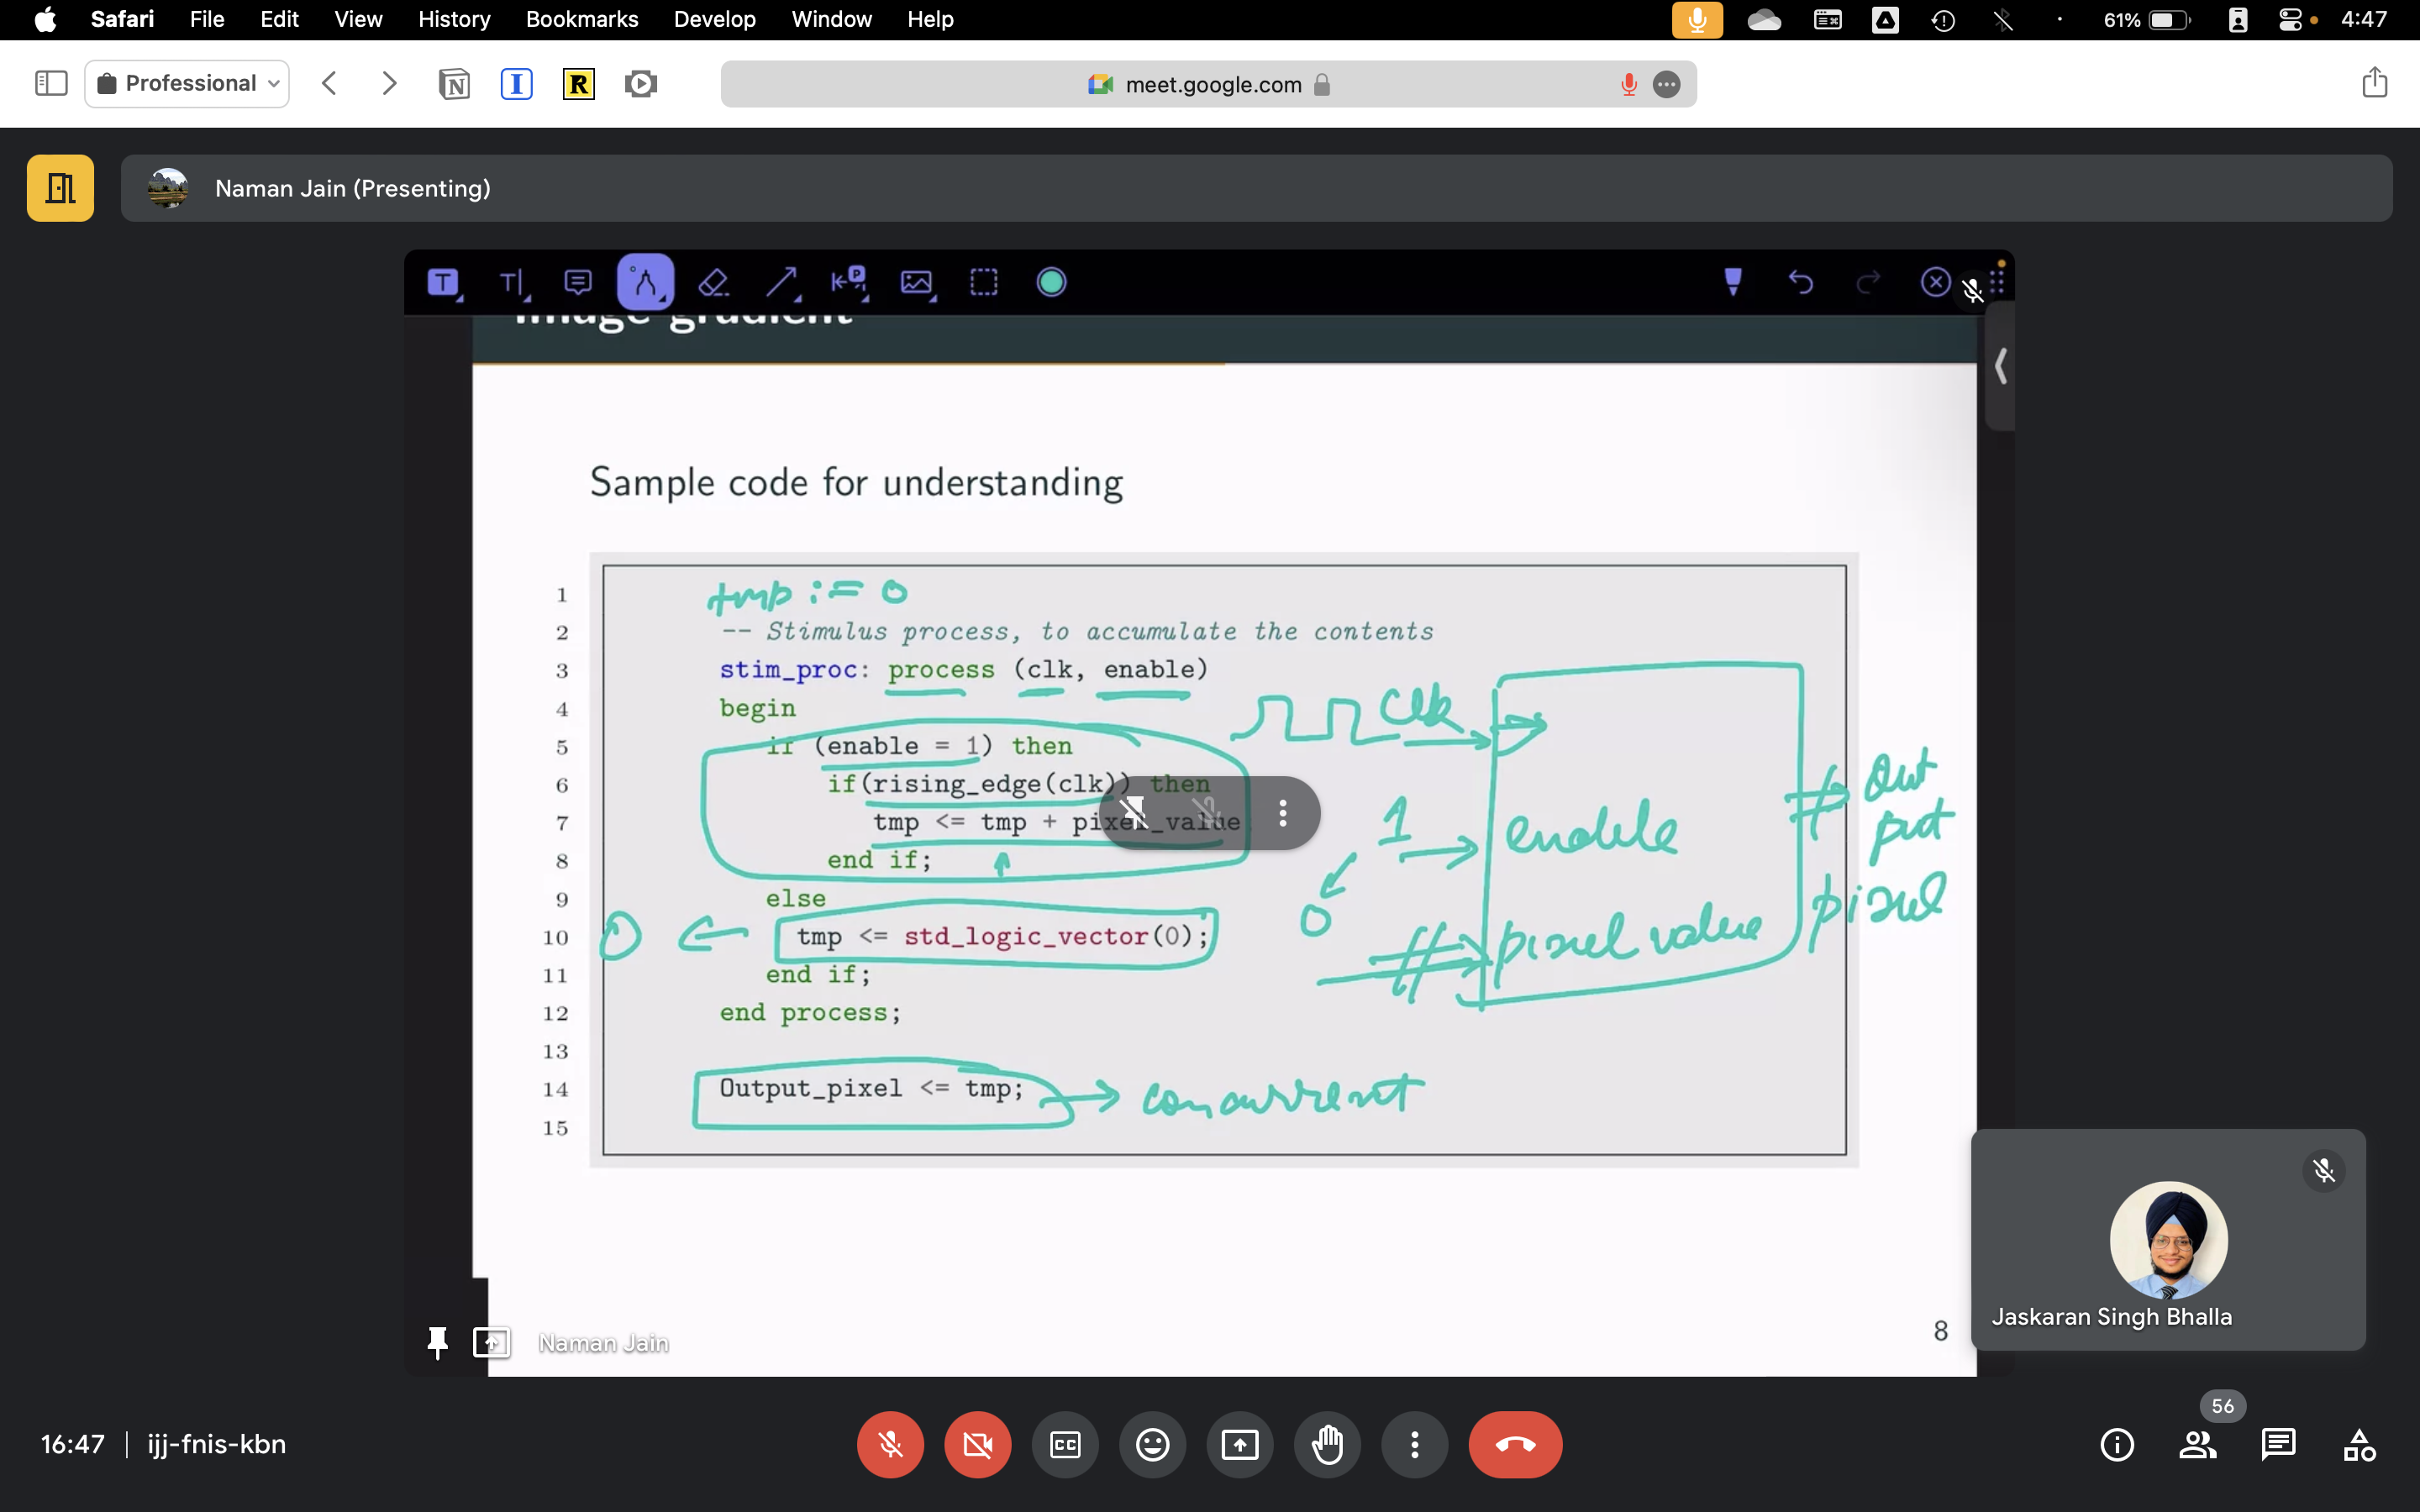 Safari File Edit View History Bookmarks Develop Window Help 61% 4:47
Professional N I R meet.google.com
Naman Jain (Presenting)
T T P
Image gradient
Sample code for understanding
1 tmp := 0
2 -- Stimulus process, to accumulate the contents
3 stim_proc: process (clk, enable)
4 begin
clk
5 if (enable = 1) then
6 if(rising_edge(clk)) then
7 tmp <= tmp + pixel_value
1 enable
Out
put
pixel
8 end if;
9 else
0
10 0 tmp <= std_logic_vector(0);
pixel value
11 end if;
12 end process;
13
14 Output_pixel <= tmp; concurrent
15
8
Naman Jain
Jaskaran Singh Bhalla
16:47 | ijj-fnis-kbn
CC
56